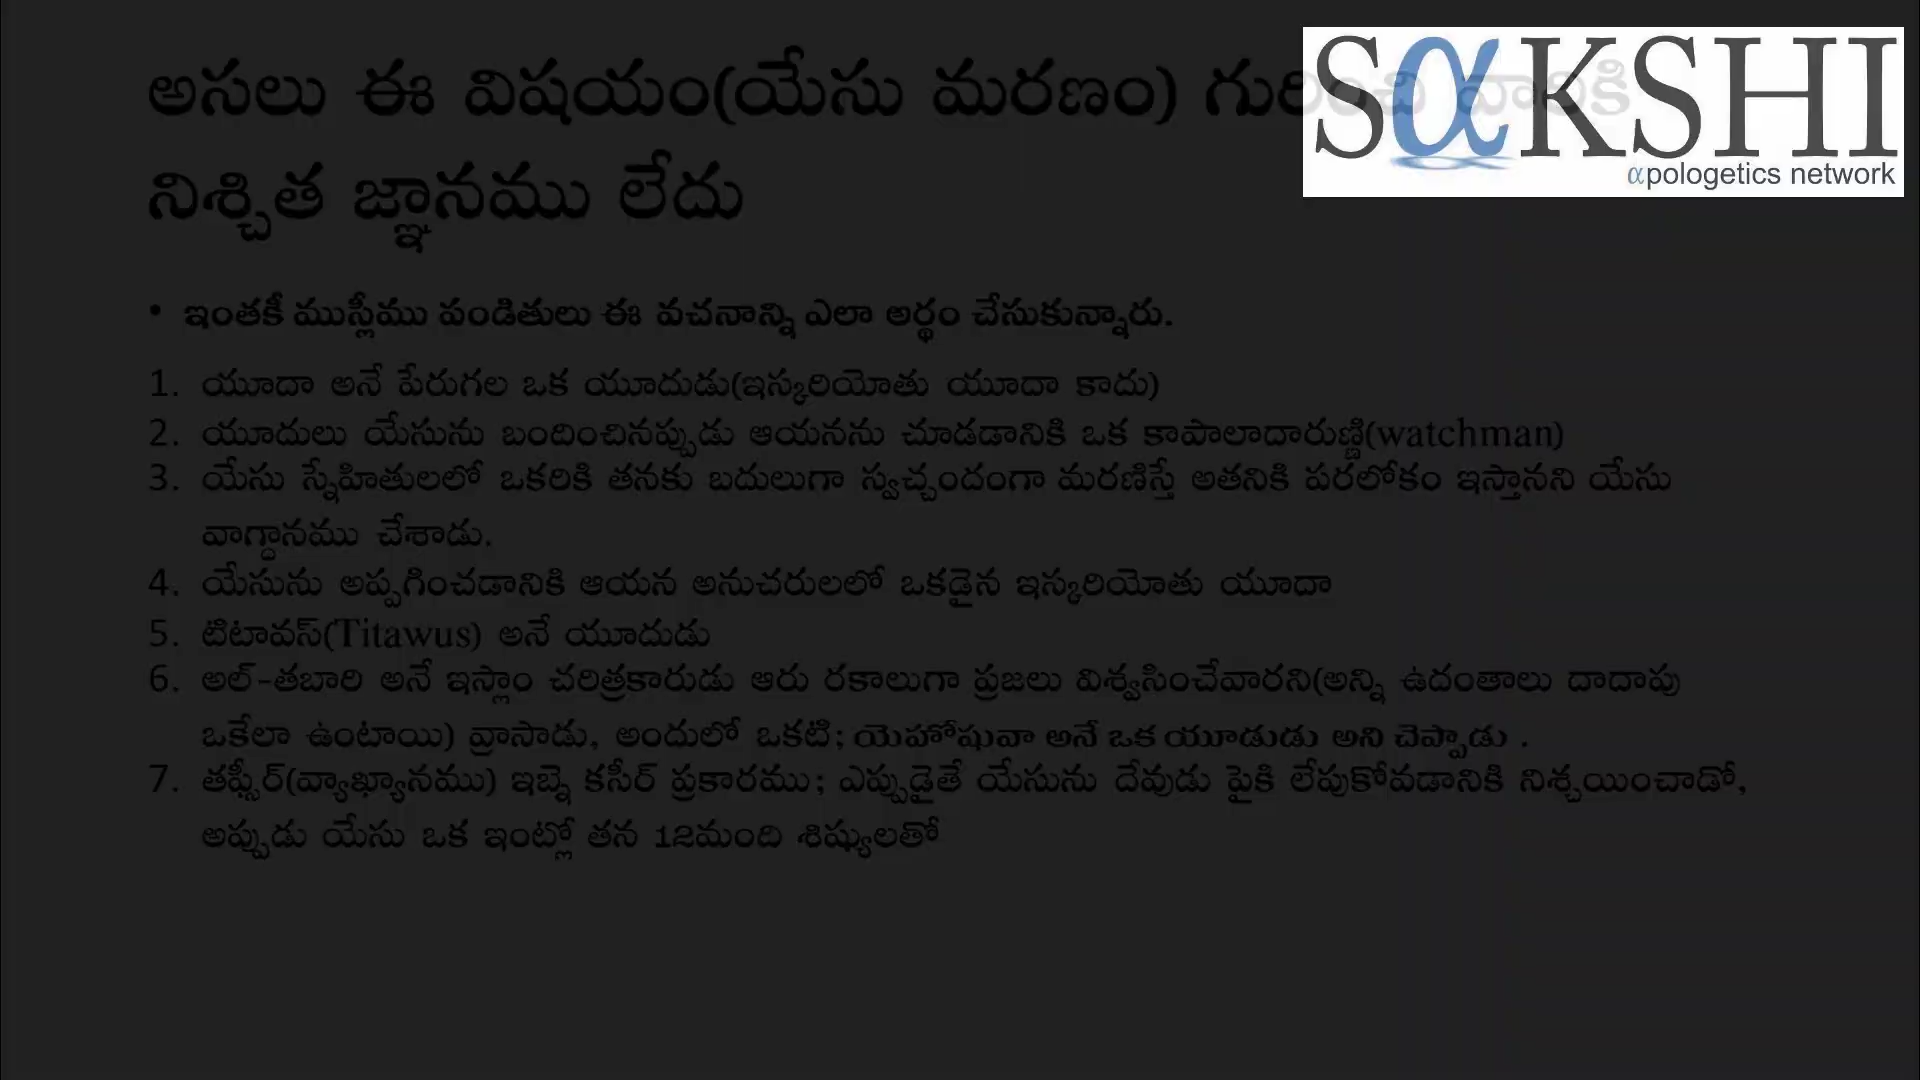 SαKSHI
αpologetics network
అసలు ఈ విషయం(యేసు మరణం) గురించి వానికి
నిశ్చిత జ్ఞానము లేదు
• ఇంతకీ ముస్లీము పండితులు ఈ వచనాన్ని ఎలా అర్థం చేసుకున్నారు.
1. యూదా అనే పేరుగల ఒక యూదుడు(ఇస్కరియోతు యూదా కాదు)
2. యూదులు యేసును బందించినప్పుడు ఆయనను చూడడానికి ఒక కాపాలాదారుణ్ణి(watchman)
3. యేసు స్నేహితులలో ఒకరికి తనకు బదులుగా స్వచ్చందంగా మరణిస్తే అతనికి పరలోకం ఇస్తానని యేసు
వాగ్దానము చేశాడు.
4. యేసును అప్పగించడానికి ఆయన అనుచరులలో ఒకడైన ఇస్కరియోతు యూదా
5. టిటావస్(Titawus) అనే యూదుడు
6. అల్-తబారి అనే ఇస్లాం చరిత్రకారుడు ఆరు రకాలుగా ప్రజలు విశ్వసించేవారని(అన్ని ఉదంతాలు దాదాపు
ఒకేలా ఉంటాయి) వ్రాసాడు, అందులో ఒకటి; యెహోషువా అనే ఒక యూడుడు అని చెప్పాడు .
7. తఫ్సీర్(వ్యాఖ్యానము) ఇబ్నె కసీర్ ప్రకారము; ఎప్పుడైతే యేసును దేవుడు పైకి లేపుకోవడానికి నిశ్చయించాడో,
అప్పుడు యేసు ఒక ఇంట్లో తన 12మంది శిష్యులతో